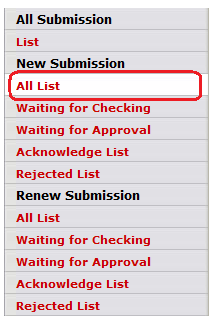 All Submission
List
New Submission
All List
Waiting for Checking
Waiting for Approval
Acknowledge List
Rejected List
Renew Submission
All List
Waiting for Checking
Waiting for Approval
Acknowledge List
Rejected List